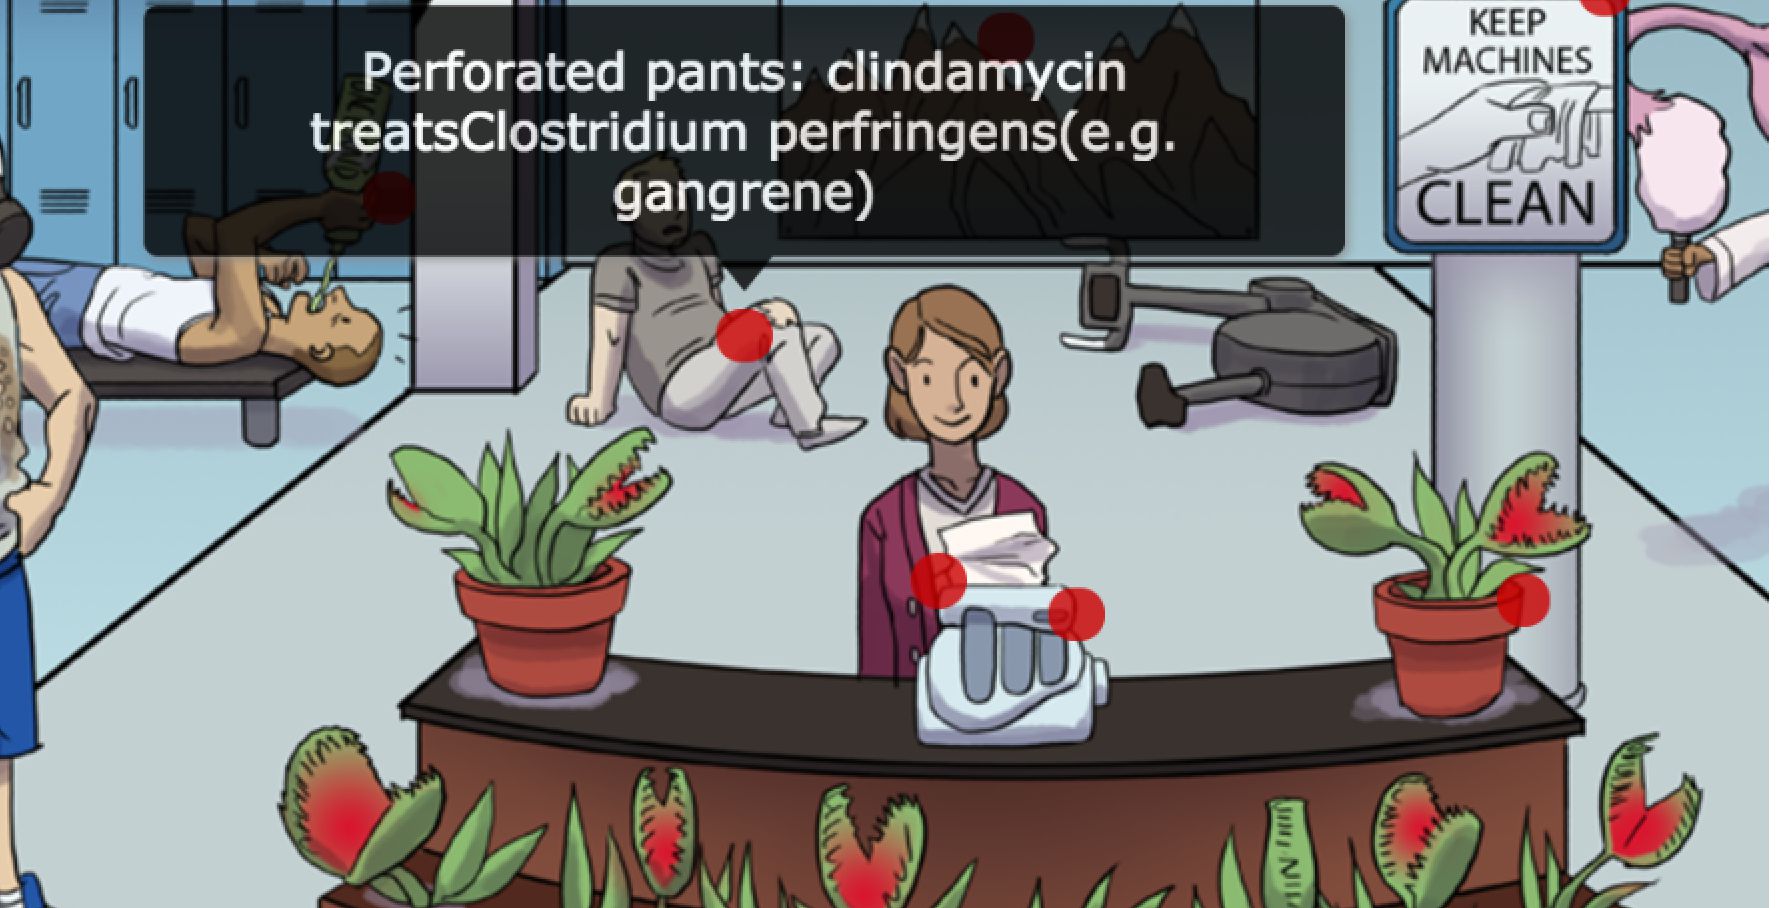 Perforated pants: clindamycin
treatsClostridium perfringens(e.g.
gangrene)
KEEP
MACHINES
CLEAN